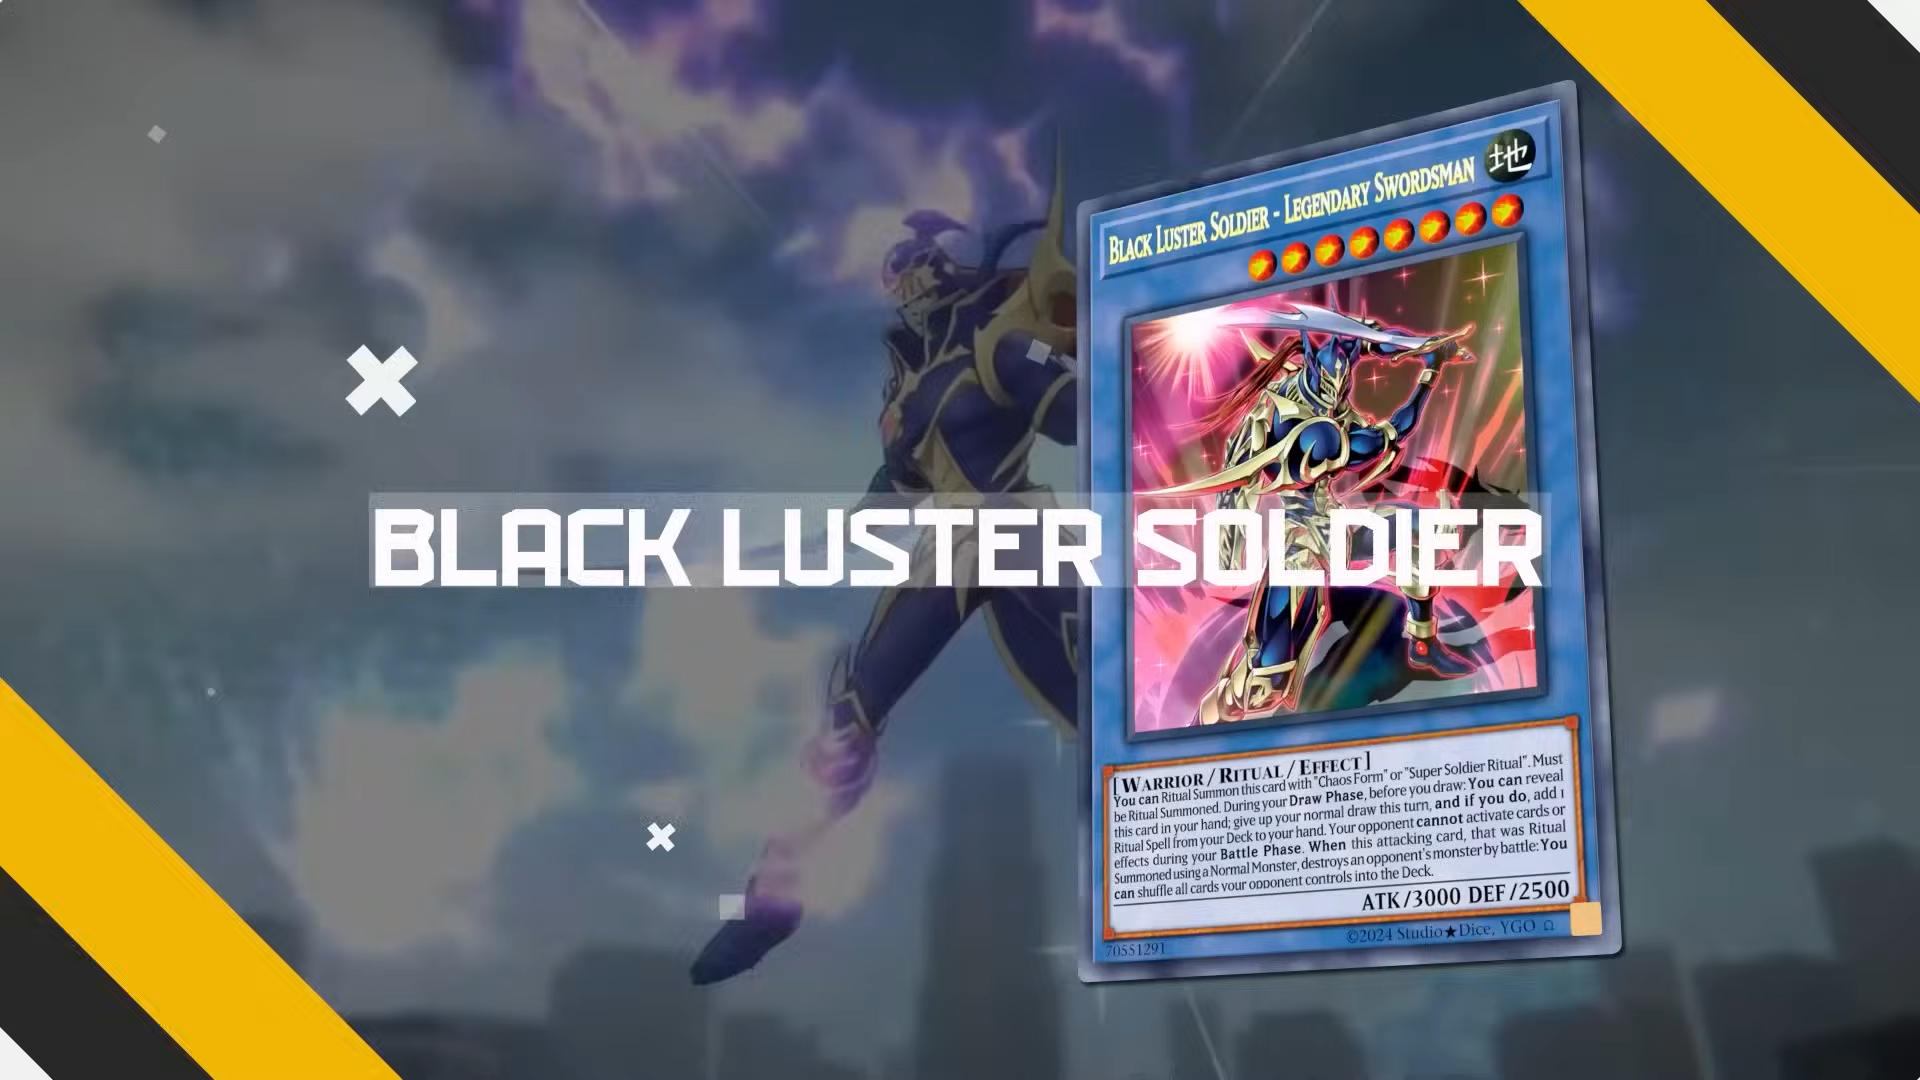 BLACK LUSTER SOLDIER - LEGENDARY SWORDSMAN
地
BLACK LUSTER SOLDIER
[WARRIOR / RITUAL / EFFECT]
You can Ritual Summon this card with "Chaos Form" or "Super Soldier Ritual". Must
be Ritual Summoned. During your Draw Phase, before you draw: You can reveal
this card in your hand; give up your normal draw this turn, and if you do, add 1
Ritual Spell from your Deck to your hand. Your opponent cannot activate cards or
effects during your Battle Phase. When this attacking card, that was Ritual
Summoned using a Normal Monster, destroys an opponent's monster by battle: You
can shuffle all cards your opponent controls into the Deck.
ATK/3000 DEF/2500
70551291
©2024 Studio★Dice, YGO Ω